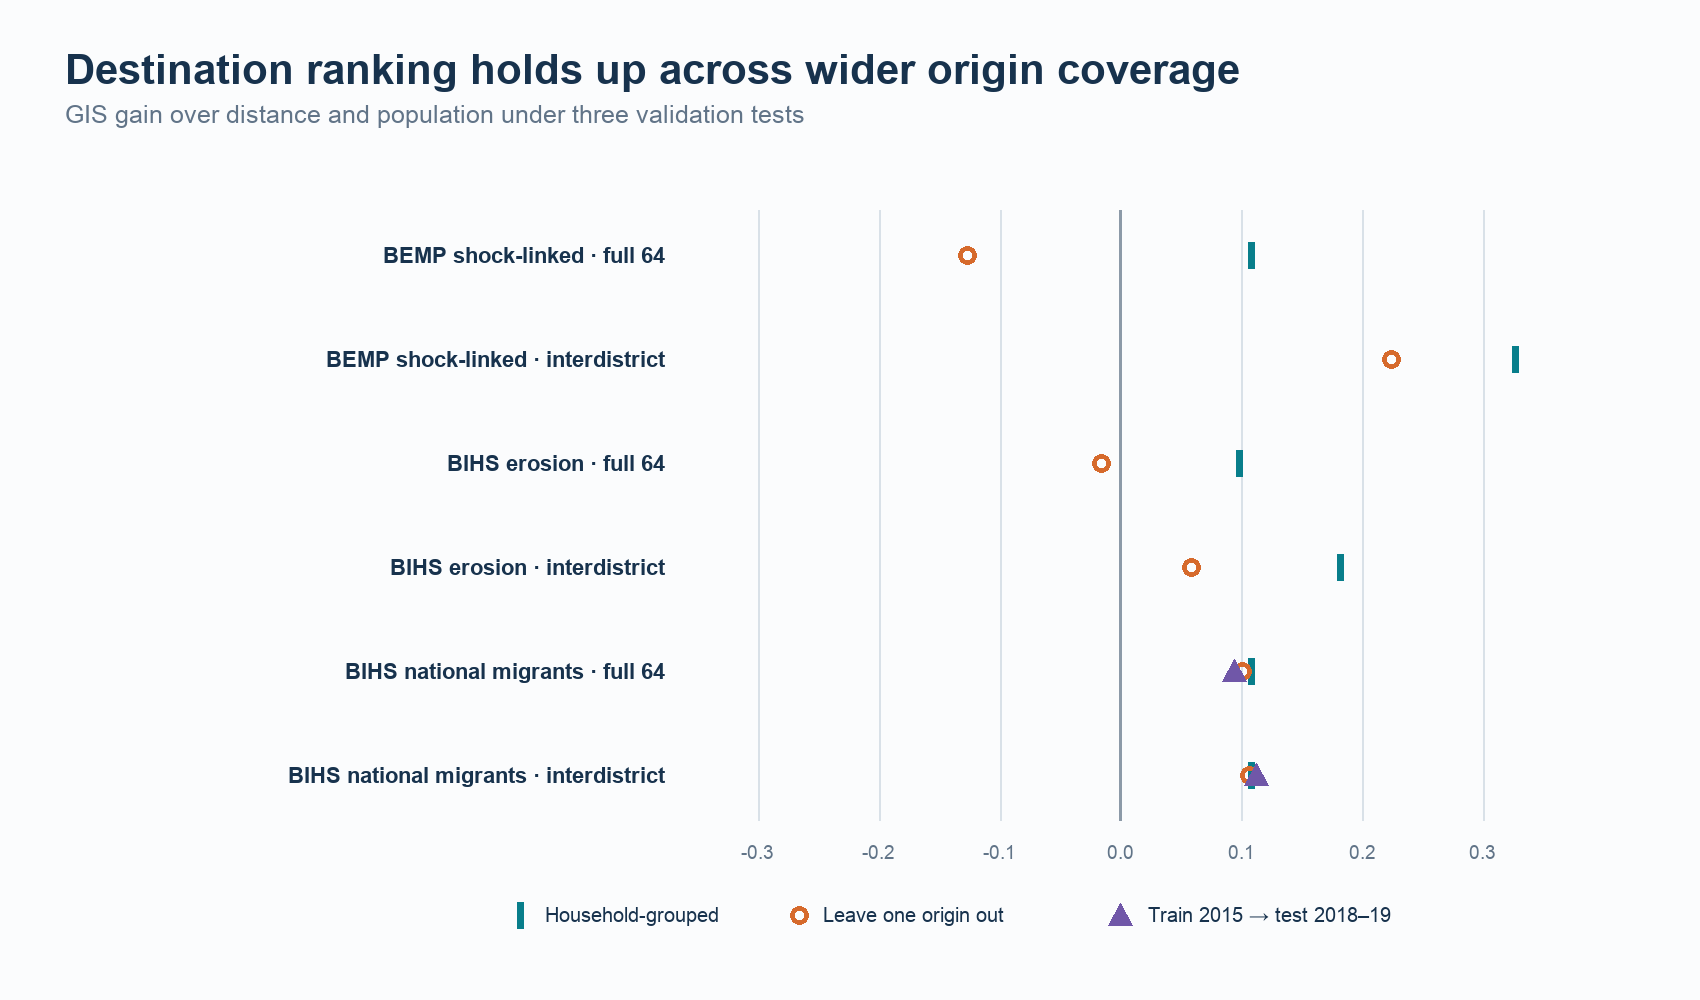 Destination ranking holds up across wider origin coverage
GIS gain over distance and population under three validation tests
BEMP shock-linked · full 64
BEMP shock-linked · interdistrict
BIHS erosion · full 64
BIHS erosion · interdistrict
BIHS national migrants · full 64
BIHS national migrants · interdistrict
-0.3 -0.2 -0.1 0.0 0.1 0.2 0.3
Household-grouped Leave one origin out Train 2015 → test 2018–19